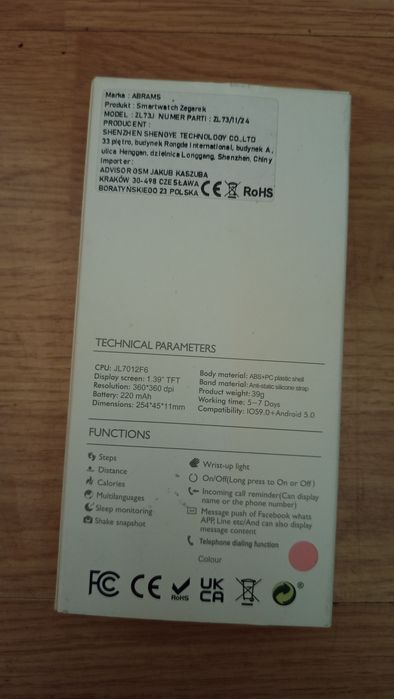 Marka : ABRAMS
Produkt : Smartwatch Zegarek
MODEL : ZL73J NUMER PARTI : ZL73/11/24
PRODUCENT :
SHENZHEN SHENGYE TECHNOLOGY CO.,LTD
33 piętro, budynek Rongde International, budynek A,
ulica Henggan, dzielnica Longgang, Shenzhen, Chiny
Importer :
ADVISORGSM JAKUB KASZUBA
KRAKÓW 30-498 CZESŁAWA
BORATYŃSKIEGO 23 POLSKA CE RoHS
TECHNICAL PARAMETERS
CPU: JL7012F6
Display screen: 1.39" TFT
Resolution: 360*360 dpi
Battery: 220 mAh
Dimensions: 254*45*11mm
Body material: ABS+PC plastic shell
Band material: Anti-static silicone strap
Product weight: 39g
Working time: 5-7 Days
Compatibility: IOS9.0+Android 5.0
FUNCTIONS
Steps
Distance
Calories
Multilanguages
Sleep monitoring
Shake snapshot
Wrist-up light
On/Off(Long press to On or Off)
Incoming call reminder(Can display
name or the phone number)
Message push of Facebook whats
APP, Line etc/And can also display
message content
Telephone dialing function
Colour
FC CE RoHS UK CA ®